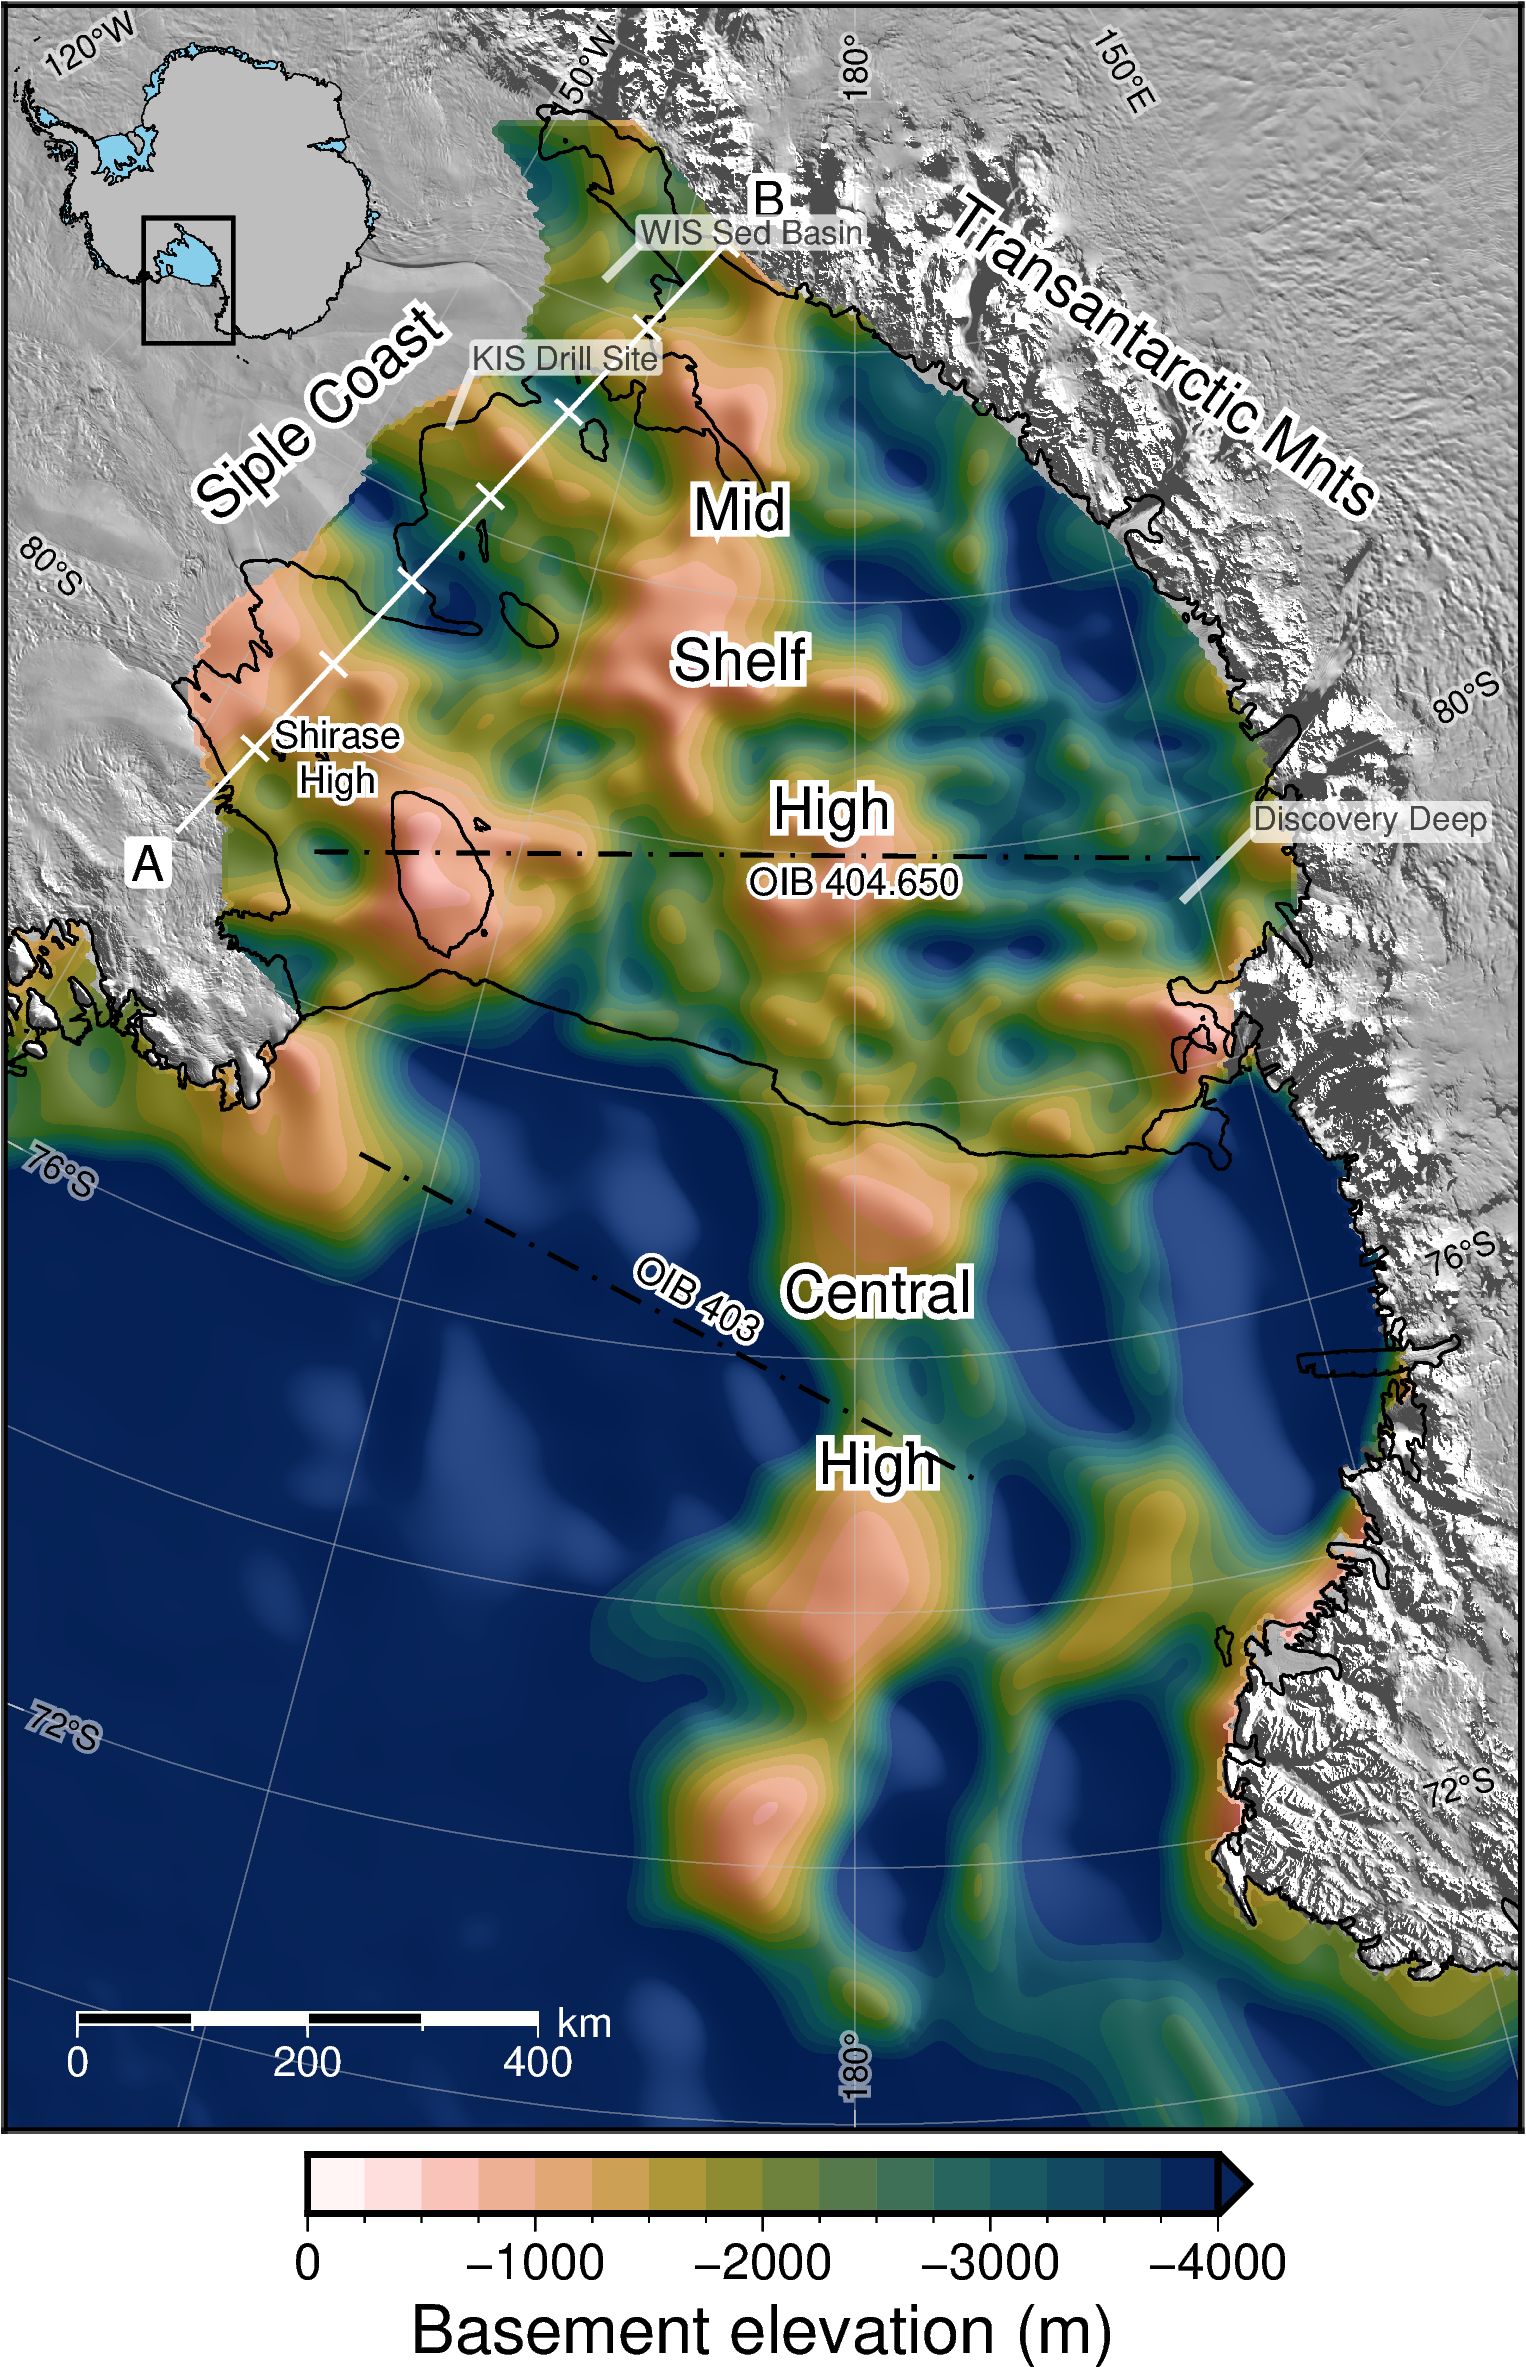 120°W
150°W
180°
150°E
B
WIS Sed Basin
Transantarctic Mnts
KIS Drill Site
Siple Coast
Mid
80°S
Shelf
80°S
Shirase
High
High
Discovery Deep
A
OIB 404.650
76°S
76°S
OIB 403
Central
High
72°S
72°S
km
0 200 400
180°
0 −1000 −2000 −3000 −4000
Basement elevation (m)